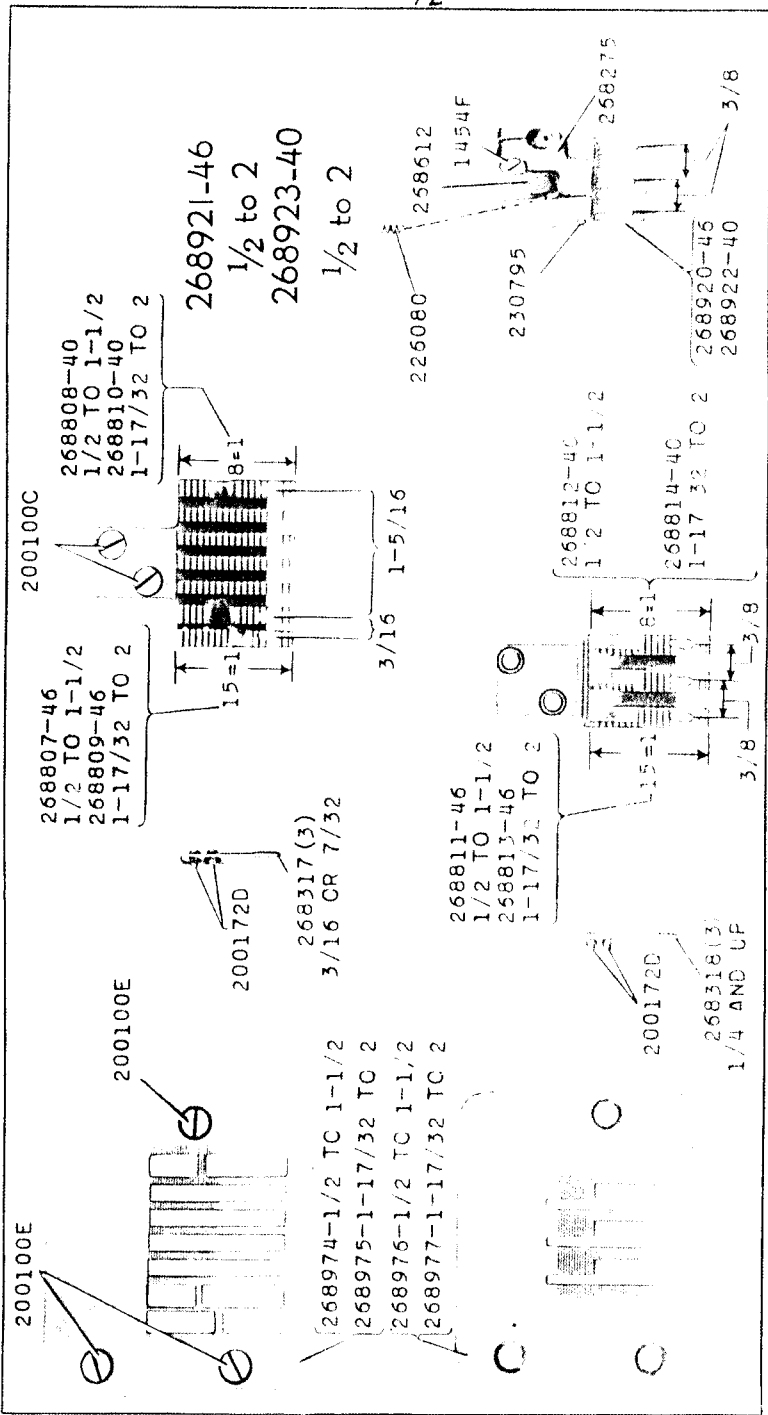 72
200100E
200100E
268974-1/2 TC 1-1/2
268975-1-17/32 TO 2
268976-1/2 TC 1-1/2
268977-1-17/32 TC 2
268807-46
1/2 TO 1-1/2
268809-46
1-17/32 TO 2
200172D
268317(3)
3/16 CR 7/32
200100C
15=1
8=1
3/16
1-5/16
268808-40
1/2 TO 1-1/2
268810-40
1-17/32 TO 2
268921-46
1/2 to 2
268923-40
1/2 to 2
200172D
268318(3)
1/4 AND UP
268811-46
1/2 TO 1-1/2
268813-46
1-17/32 TO 2
15=1
8=1
3/8
3/8
268812-40
1/2 TO 1-1/2
268814-40
1-17/32 TO 2
226080
258612
1454F
230795
258275
3/8
268920-46
268922-40